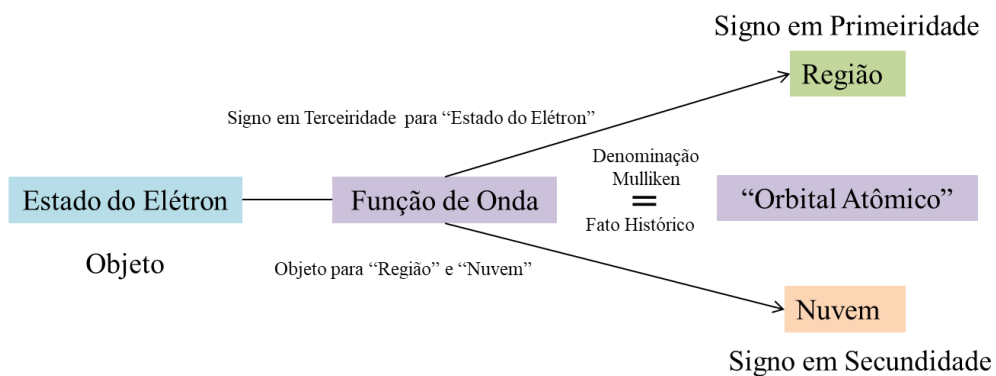 Signo em Primeiridade
Região
Signo em Terceiridade para “Estado do Elétron”
Denominação
Mulliken
=
Fato Histórico
Estado do Elétron
Função de Onda
“Orbital Atômico”
Objeto
Objeto para “Região” e “Nuvem”
Nuvem
Signo em Secundidade